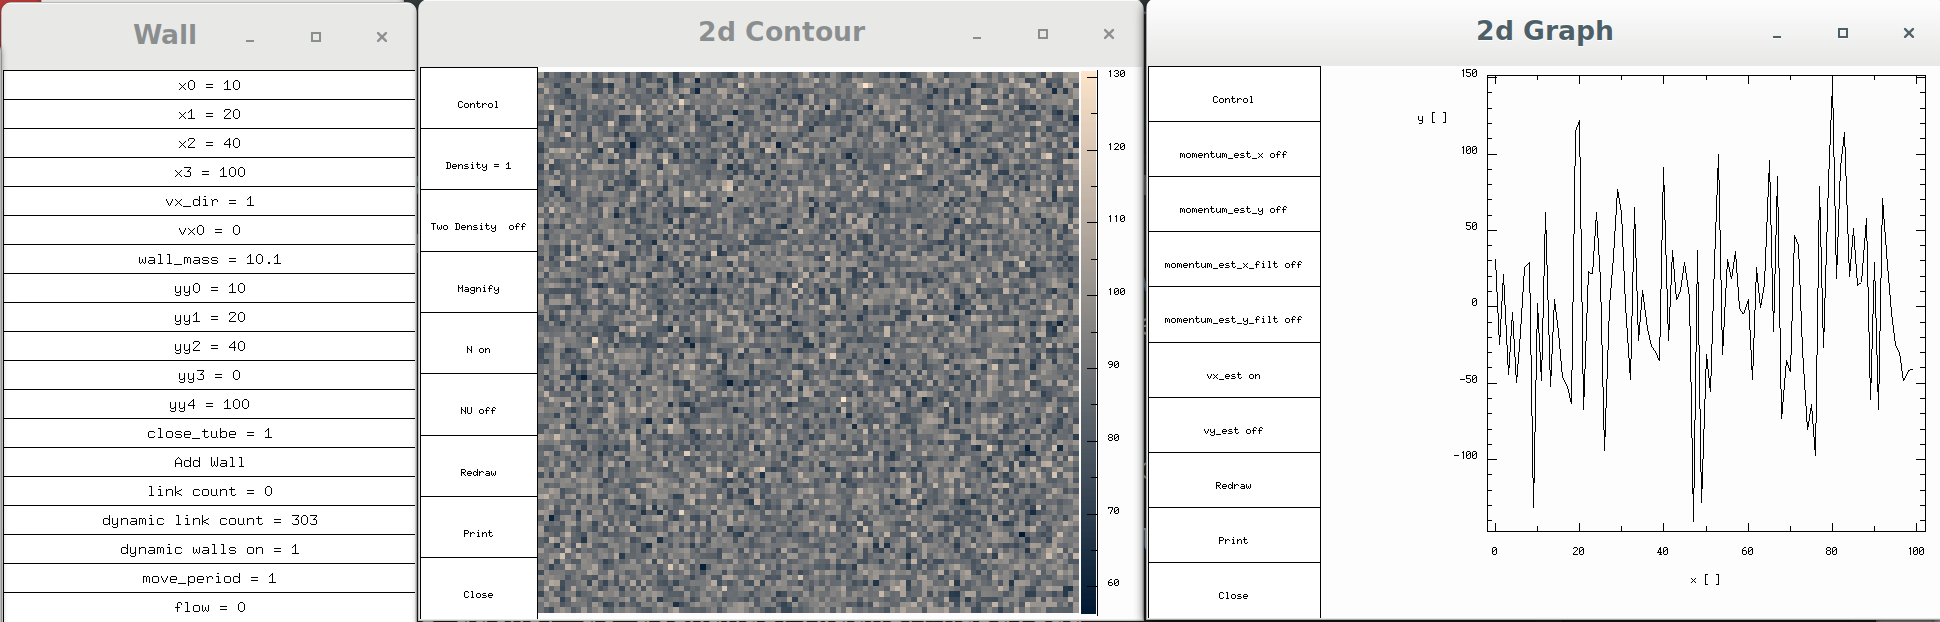 Wall
x0 = 10
x1 = 20
x2 = 40
x3 = 100
vx_dir = 1
vx0 = 0
wall_mass = 10.1
yy0 = 10
yy1 = 20
yy2 = 40
yy3 = 0
yy4 = 100
close_tube = 1
Add Wall
link count = 0
dynamic link count = 303
dynamic walls on = 1
move_period = 1
flow = 0
2d Contour
Control
Density = 1
Two Density off
Magnify
N on
NU off
Redraw
Print
Close
130
120
110
100
90
80
70
60
2d Graph
Control
momentum_est_x off
momentum_est_y off
momentum_est_x_filt off
momentum_est_y_filt off
vx_est on
vy_est off
Redraw
Print
Close
y [ ]
150
100
50
0
-50
-100
0 20 40 60 80 100
x [ ]